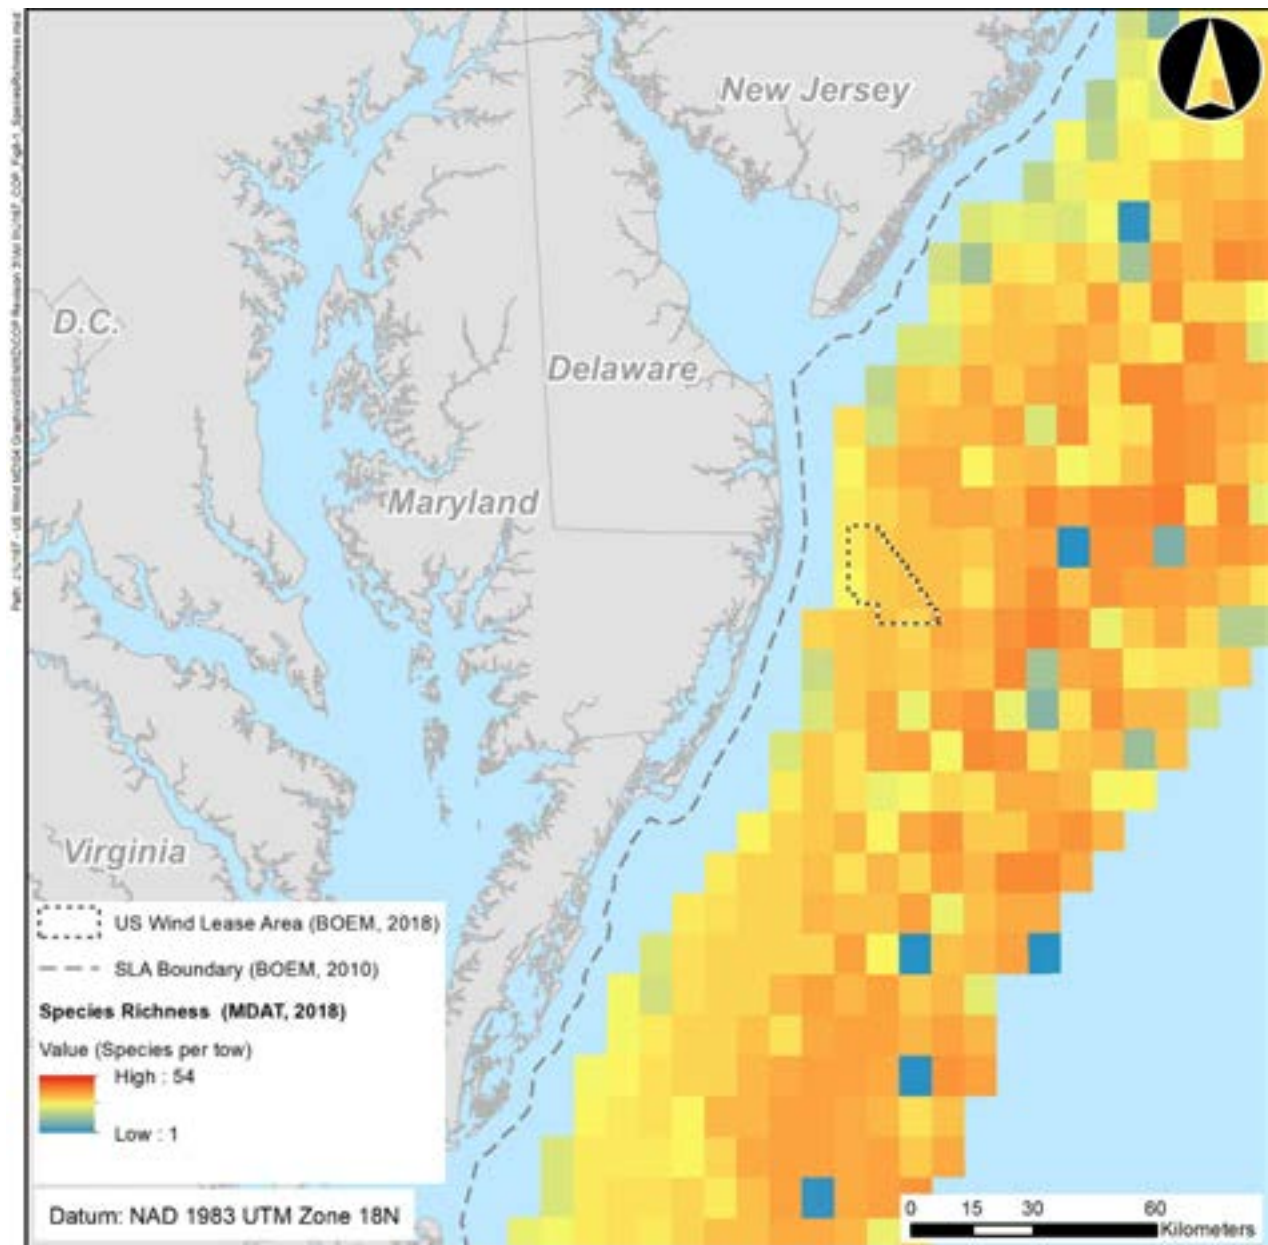 New Jersey
D.C.
Delaware
Maryland
Virginia
US Wind Lease Area (BOEM, 2018)
SLA Boundary (BOEM, 2010)
Species Richness (MDAT, 2018)
Value (Species per tow)
High : 54
Low : 1
Datum: NAD 1983 UTM Zone 18N
0 15 30 60
Kilometers